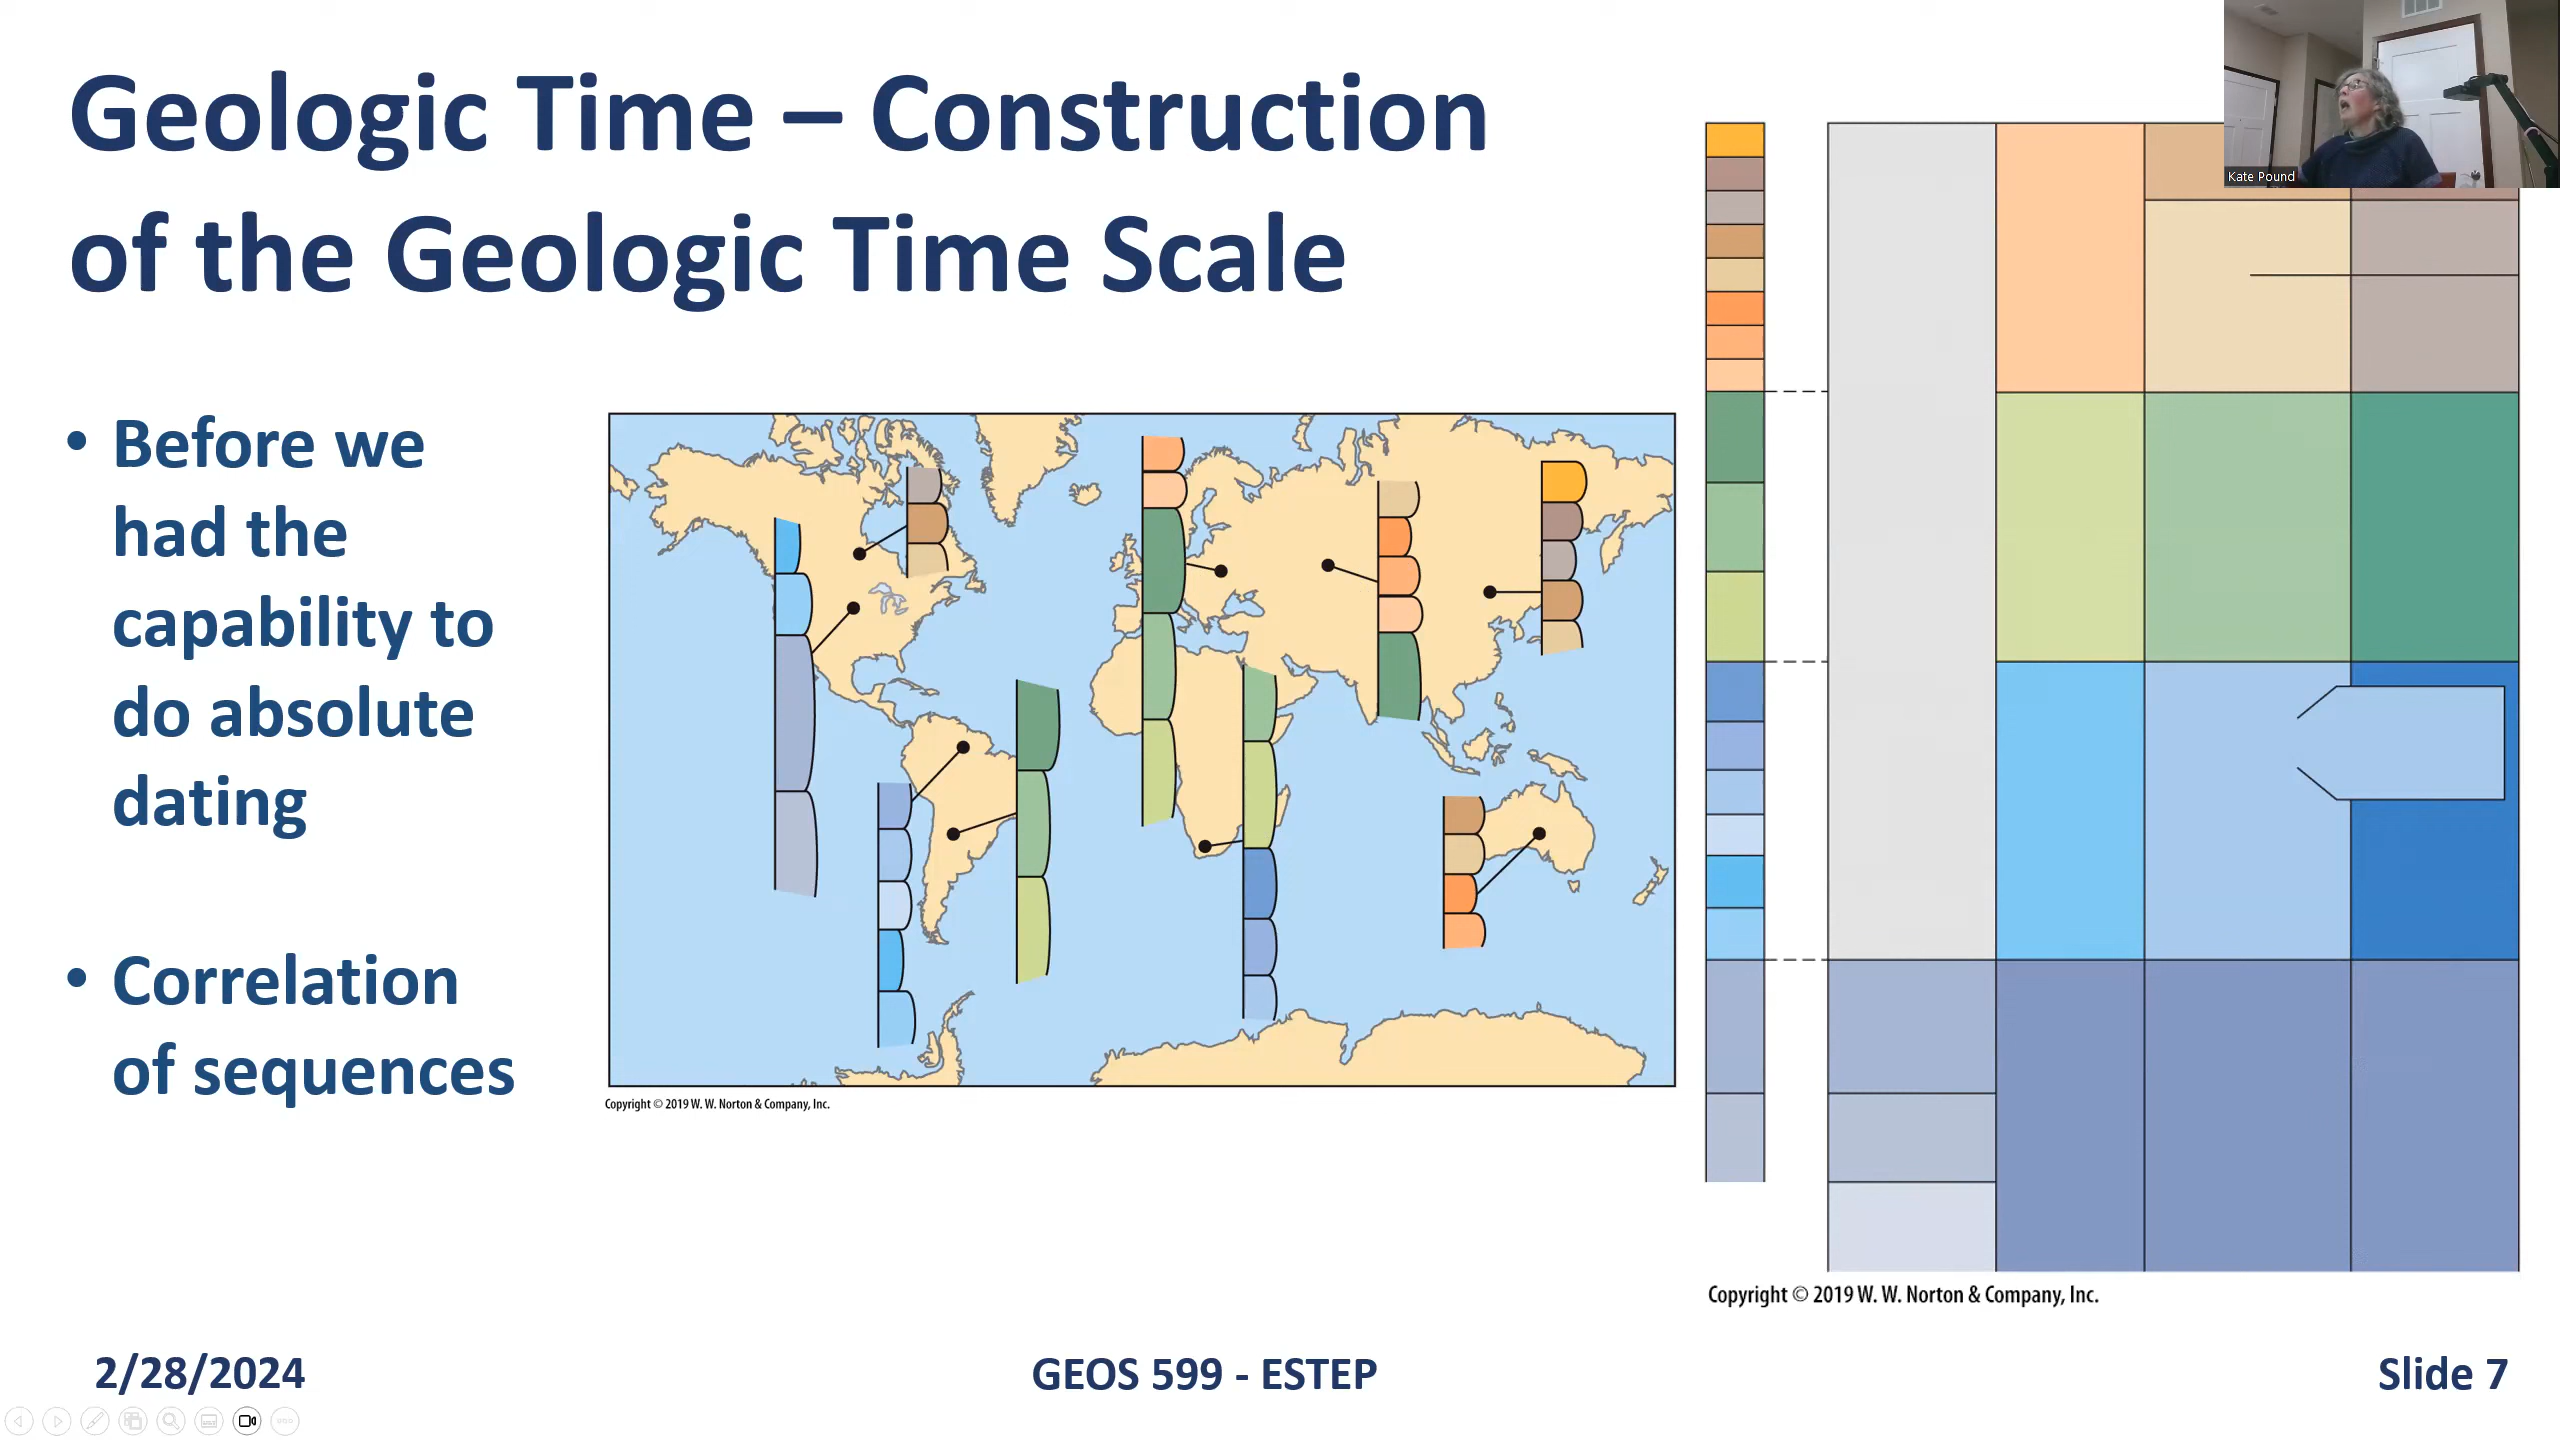 Geologic Time – Construction
of the Geologic Time Scale
Kate Pound
• Before we
had the
capability to
do absolute
dating
• Correlation
of sequences
Copyright © 2019 W. W. Norton & Company, Inc.
Copyright © 2019 W. W. Norton & Company, Inc.
2/28/2024
GEOS 599 - ESTEP
Slide 7